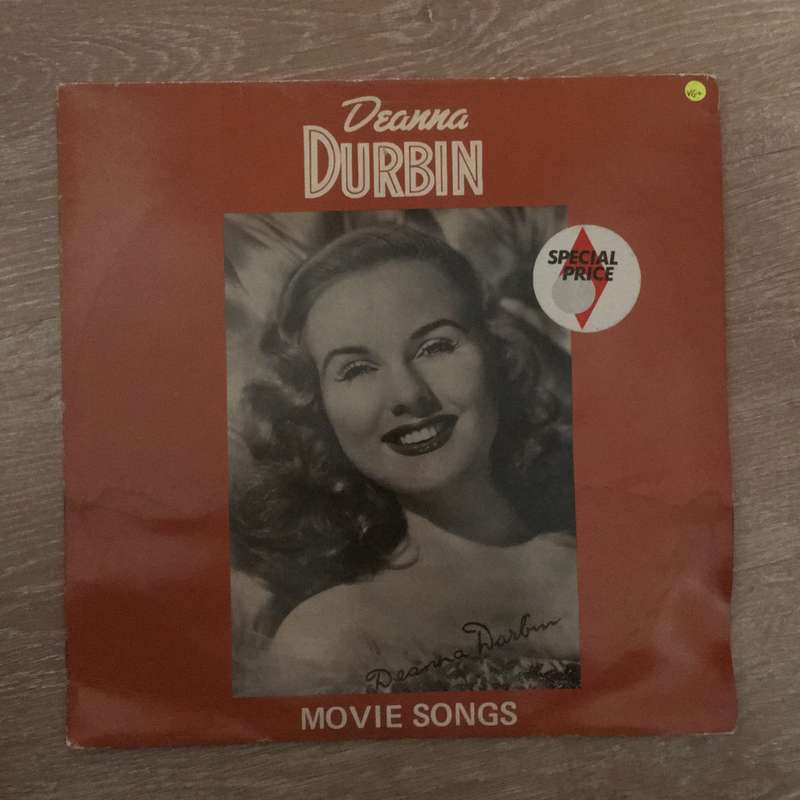 VG+
Deanna
DURBIN
SPECIAL
PRICE
Deanna Durbin
MOVIE SONGS